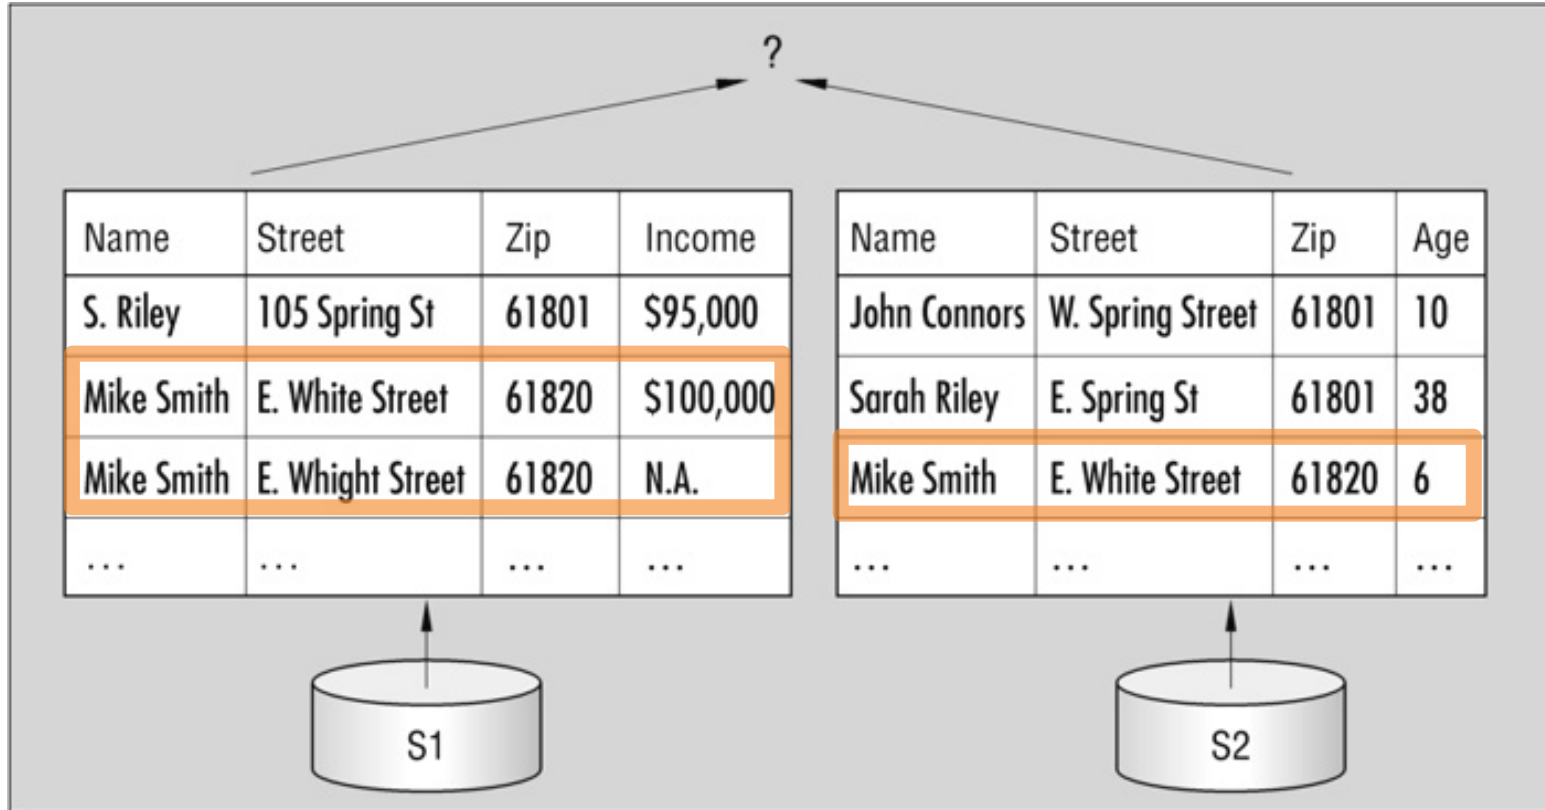 ?
Name Street Zip Income
S. Riley 105 Spring St 61801 $95,000
Mike Smith E. White Street 61820 $100,000
Mike Smith E. Whight Street 61820 N.A.
... ... ... ...
Name Street Zip Age
John Connors W. Spring Street 61801 10
Sarah Riley E. Spring St 61801 38
Mike Smith E. White Street 61820 6
... ... ... ...
S1
S2